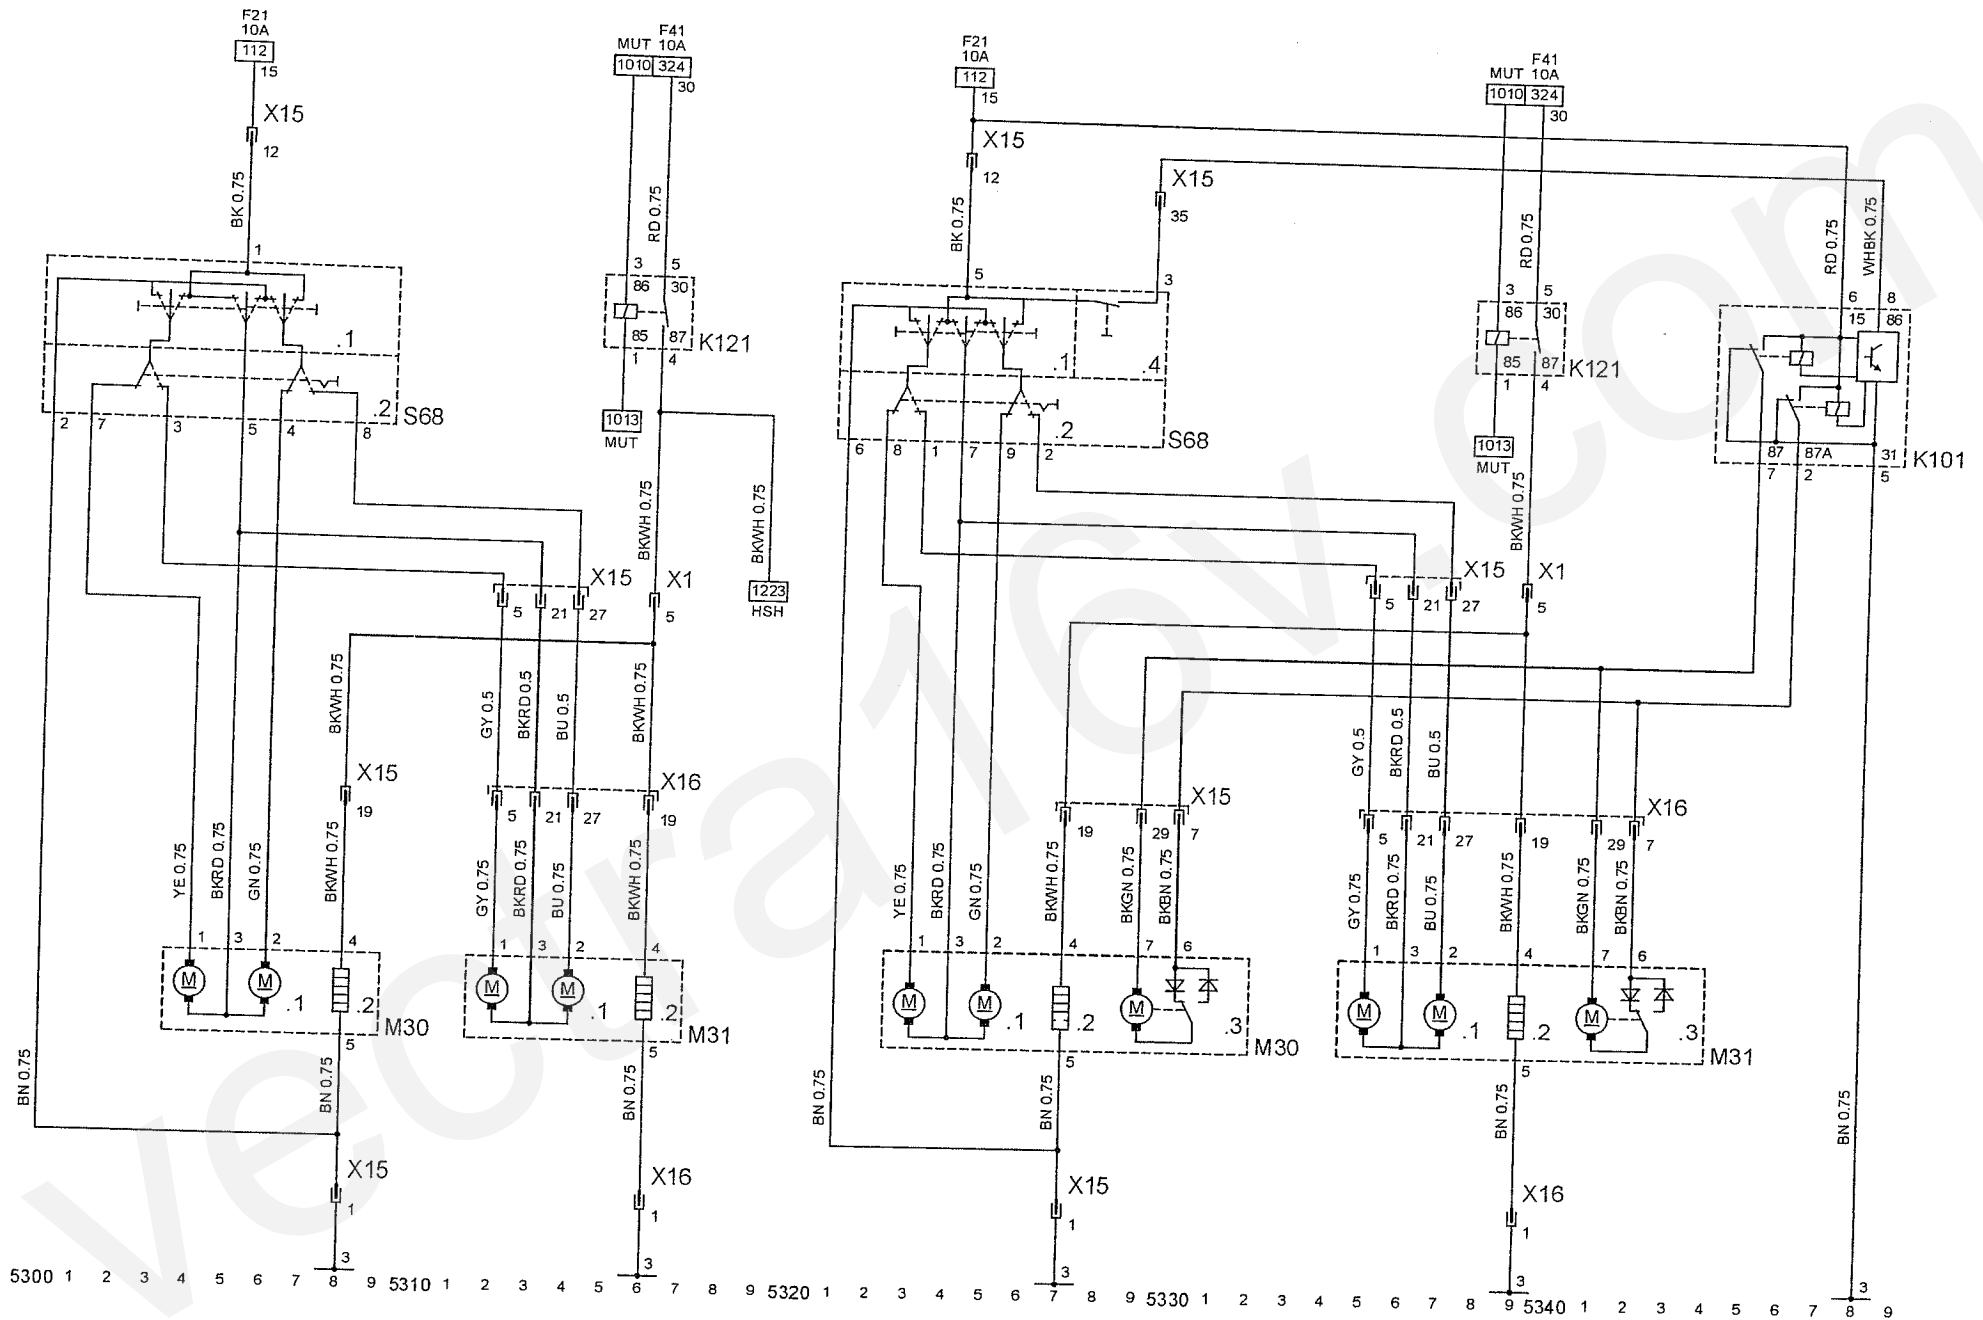 F21
10A
112
15
X15
12
BK 0.75
1
.1
.2
S68
2 7 3 5 4 8
MUT
F41
10A
1010 324
30
RD 0.75
3 5
86 30
85 87
K121
1 4
1013
MUT
BKWH 0.75
BKWH 0.75
1223
HSH
X15
5 21 27
X1
5
BKWH 0.75
GY 0.5
BKRD 0.5
BU 0.5
BKWH 0.75
X15
19
X16
5 21 27 19
YE 0.75
BKRD 0.75
GN 0.75
BKWH 0.75
GY 0.75
BKRD 0.75
BU 0.75
BKWH 0.75
1 3 2 4
M M .1 .2
M30
5
1 3 2 4
M M .1 .2
M31
5
BN 0.75
BN 0.75
BN 0.75
X15
1
3
X16
1
3
F21
10A
112
15
X15
12
BK 0.75
X15
35
5 3
.1 .4
.2
S68
6 8 1 7 9 2
MUT
F41
10A
1010 324
30
RD 0.75
3 5
86 30
85 87
K121
1 4
1013
MUT
BKWH 0.75
RD 0.75
WHBK 0.75
6 8
15 86
87 87A 31
K101
7 2 5
X15
5 21 27
X1
5
GY 0.5
BKRD 0.5
BU 0.5
X15
19 29 7
X16
5 21 27 19 29 7
YE 0.75
BKRD 0.75
GN 0.75
BKWH 0.75
BKGN 0.75
BKBN 0.75
GY 0.75
BKRD 0.75
BU 0.75
BKWH 0.75
BKGN 0.75
BKBN 0.75
1 3 2 4 7 6
M M .1 .2 M .3
M30
5
1 3 2 4 7 6
M M .1 .2 M .3
M31
5
BN 0.75
BN 0.75
BN 0.75
BN 0.75
X15
1
3
X16
1
3
3
5300 1 2 3 4 5 6 7 8 9 5310 1 2 3 4 5 6 7 8 9 5320 1 2 3 4 5 6 7 8 9 5330 1 2 3 4 5 6 7 8 9 5340 1 2 3 4 5 6 7 8 9
vectra16v.com